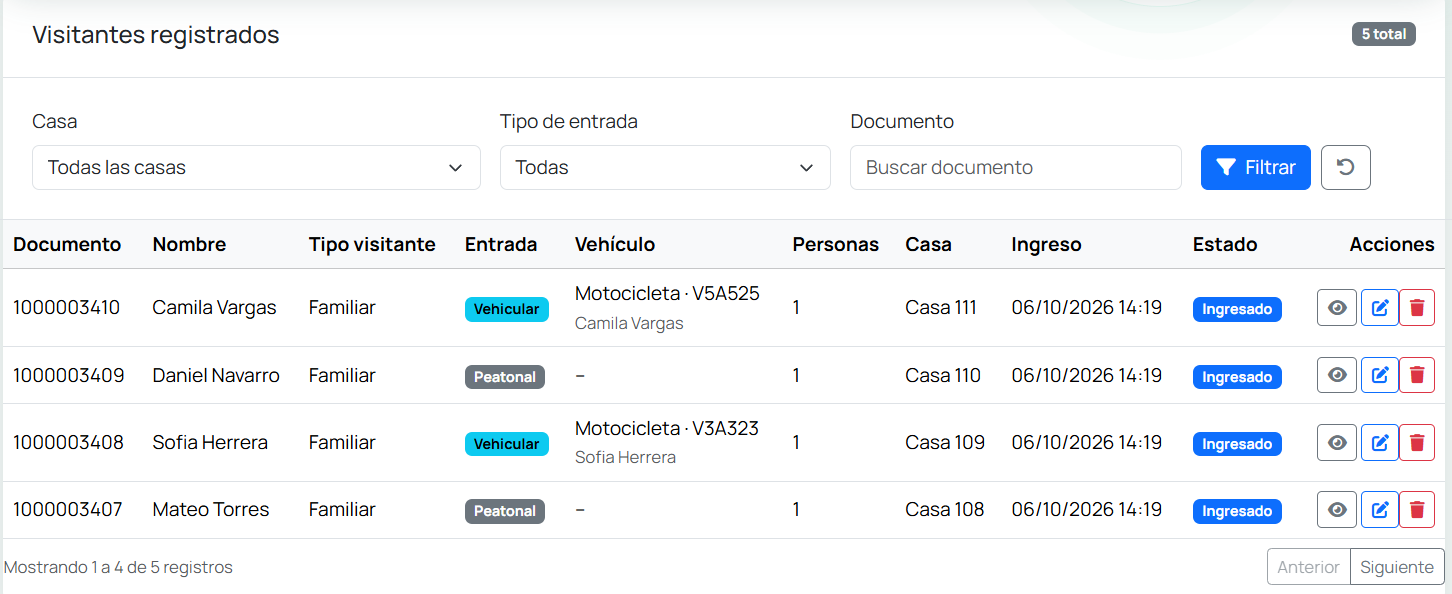 Visitantes registrados 5 total
Casa Tipo de entrada Documento
Todas las casas Todas Buscar documento Filtrar
Documento Nombre Tipo visitante Entrada Vehículo Personas Casa Ingreso Estado Acciones
1000003410 Camila Vargas Familiar Vehicular Motocicleta · V5A525 1 Casa 111 06/10/2026 14:19 Ingresado
Camila Vargas
1000003409 Daniel Navarro Familiar Peatonal – 1 Casa 110 06/10/2026 14:19 Ingresado
1000003408 Sofia Herrera Familiar Vehicular Motocicleta · V3A323 1 Casa 109 06/10/2026 14:19 Ingresado
Sofia Herrera
1000003407 Mateo Torres Familiar Peatonal – 1 Casa 108 06/10/2026 14:19 Ingresado
Mostrando 1 a 4 de 5 registros Anterior Siguiente